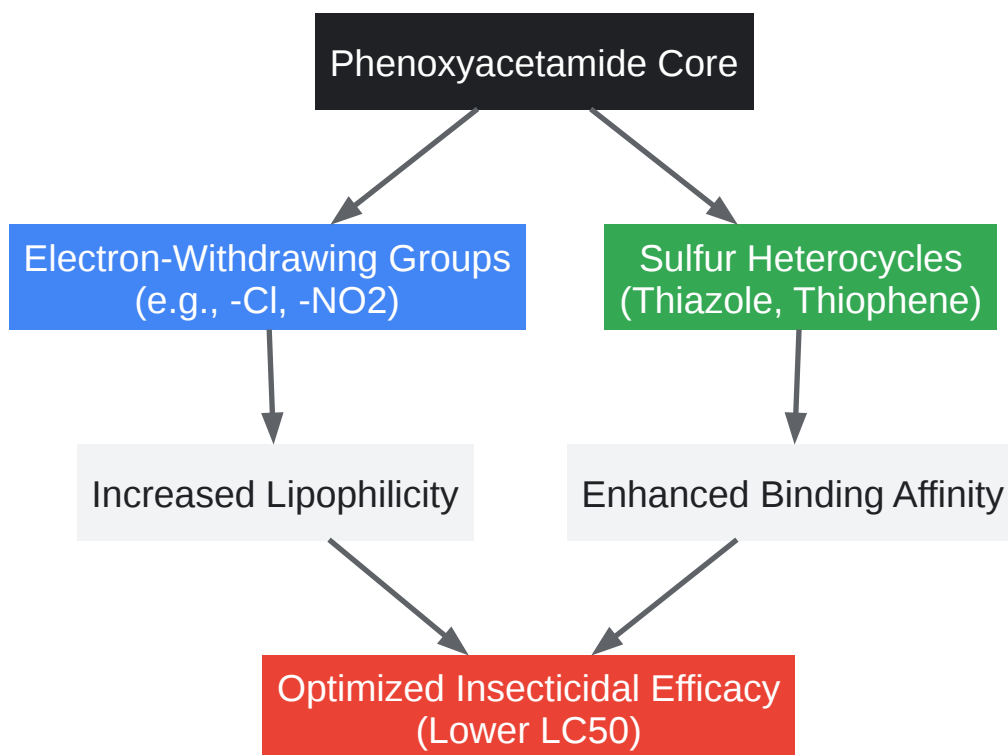 Phenoxyacetamide Core
Electron-Withdrawing Groups
(e.g., -Cl, -NO2)
Sulfur Heterocycles
(Thiazole, Thiophene)
Increased Lipophilicity
Enhanced Binding Affinity
Optimized Insecticidal Efficacy
(Lower LC50)